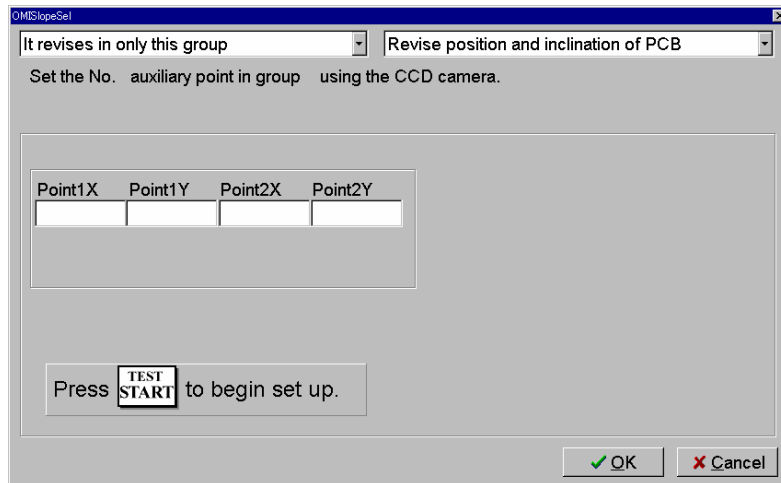 OMISlopeSel
It revises in only this group
Revise position and inclination of PCB
Set the No. auxiliary point in group using the CCD camera.
Point1X Point1Y Point2X Point2Y
Press TEST START to begin set up.
OK Cancel